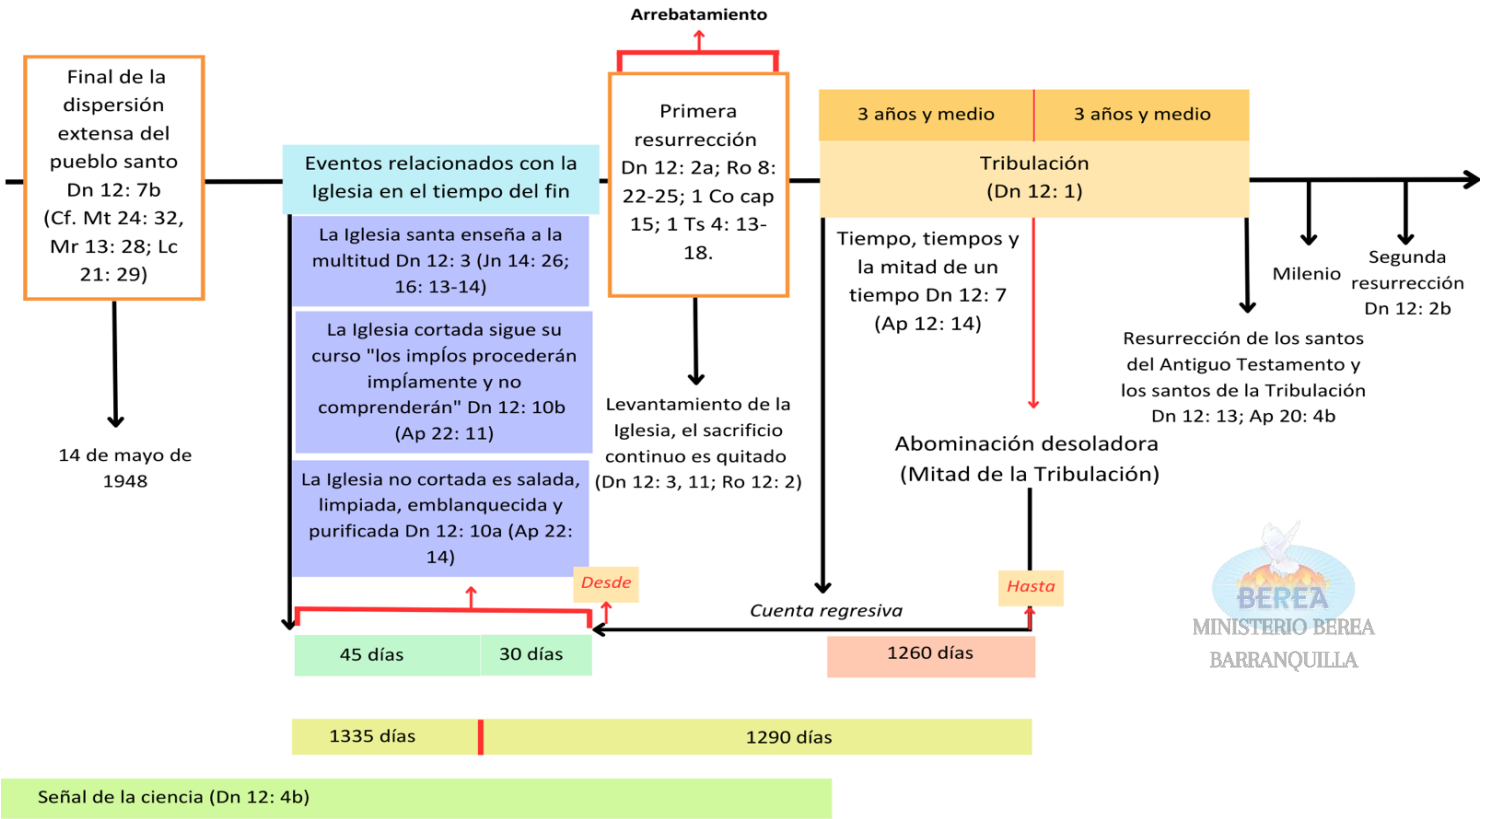 Arrebatamiento
Final de la
dispersión
extensa del
pueblo santo
Dn 12: 7b
(Cf. Mt 24: 32,
Mr 13: 28; Lc
21: 29)
14 de mayo de
1948
Eventos relacionados con la
Iglesia en el tiempo del fin
La Iglesia santa enseña a la
multitud Dn 12: 3 (Jn 14: 26;
16: 13-14)
La Iglesia cortada sigue su
curso "los impÍos procederán
impÍamente y no
comprenderán" Dn 12: 10b
(Ap 22: 11)
La Iglesia no cortada es salada,
limpiada, emblanquecida y
purificada Dn 12: 10a (Ap 22:
14)
Primera
resurrección
Dn 12: 2a; Ro 8:
22-25; 1 Co cap
15; 1 Ts 4: 13-
18.
Levantamiento de la
Iglesia, el sacrificio
continuo es quitado
(Dn 12: 3, 11; Ro 12: 2)
3 años y medio
3 años y medio
Tribulación
(Dn 12: 1)
Tiempo, tiempos y
la mitad de un
tiempo Dn 12: 7
(Ap 12: 14)
Abominación desoladora
(Mitad de la Tribulación)
Resurrección de los santos
del Antiguo Testamento y
los santos de la Tribulación
Dn 12: 13; Ap 20: 4b
Milenio
Segunda
resurrección
Dn 12: 2b
Desde
Cuenta regresiva
Hasta
45 días
30 días
1260 días
1335 días
1290 días
Señal de la ciencia (Dn 12: 4b)
BEREA
MINISTERIO BEREA
BARRANQUILLA